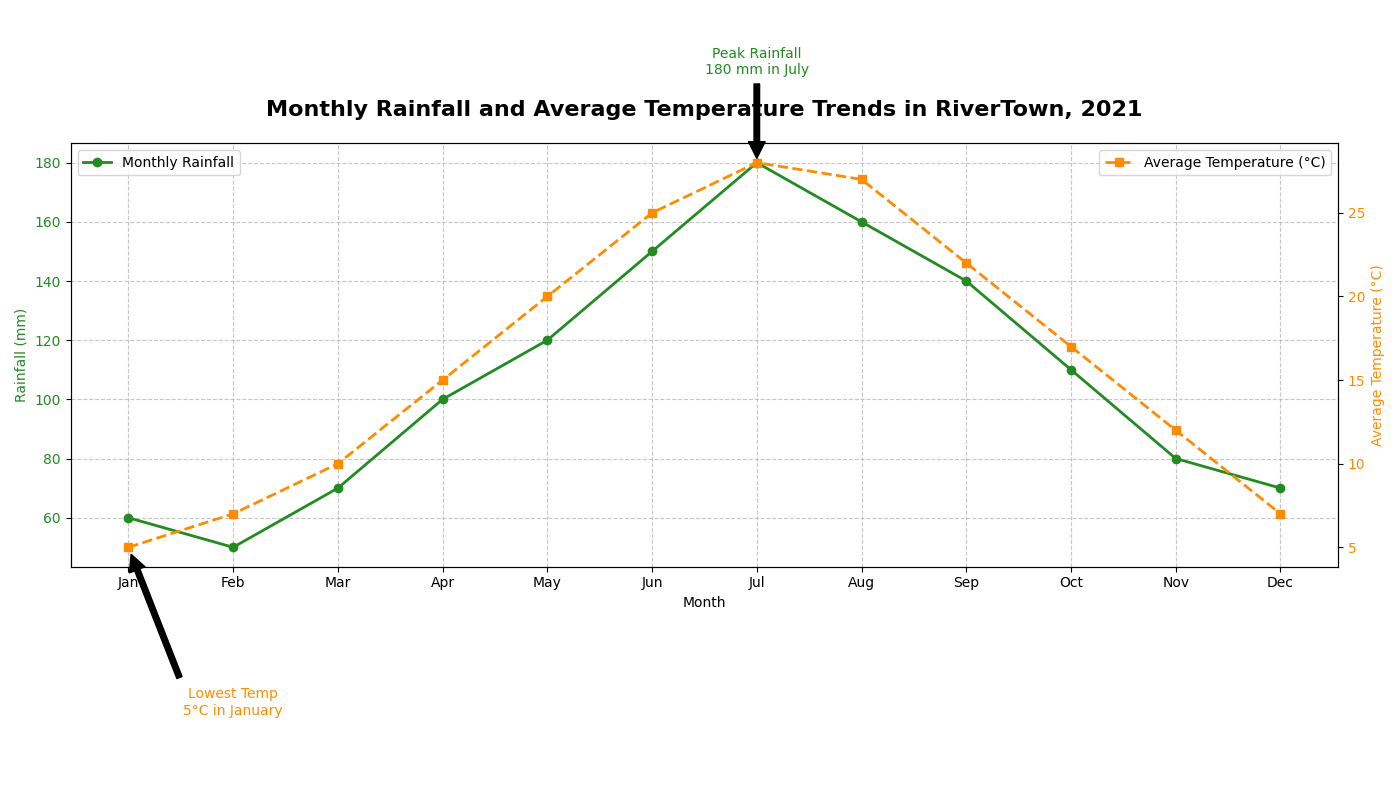 Peak Rainfall
180 mm in July
Monthly Rainfall and Average Temperature Trends in RiverTown, 2021
Monthly Rainfall
Average Temperature (°C)
180
160
140
120
100
80
60
Rainfall (mm)
25
20
15
10
5
Average Temperature (°C)
Jan
Feb
Mar
Apr
May
Jun
Jul
Aug
Sep
Oct
Nov
Dec
Month
Lowest Temp
5°C in January